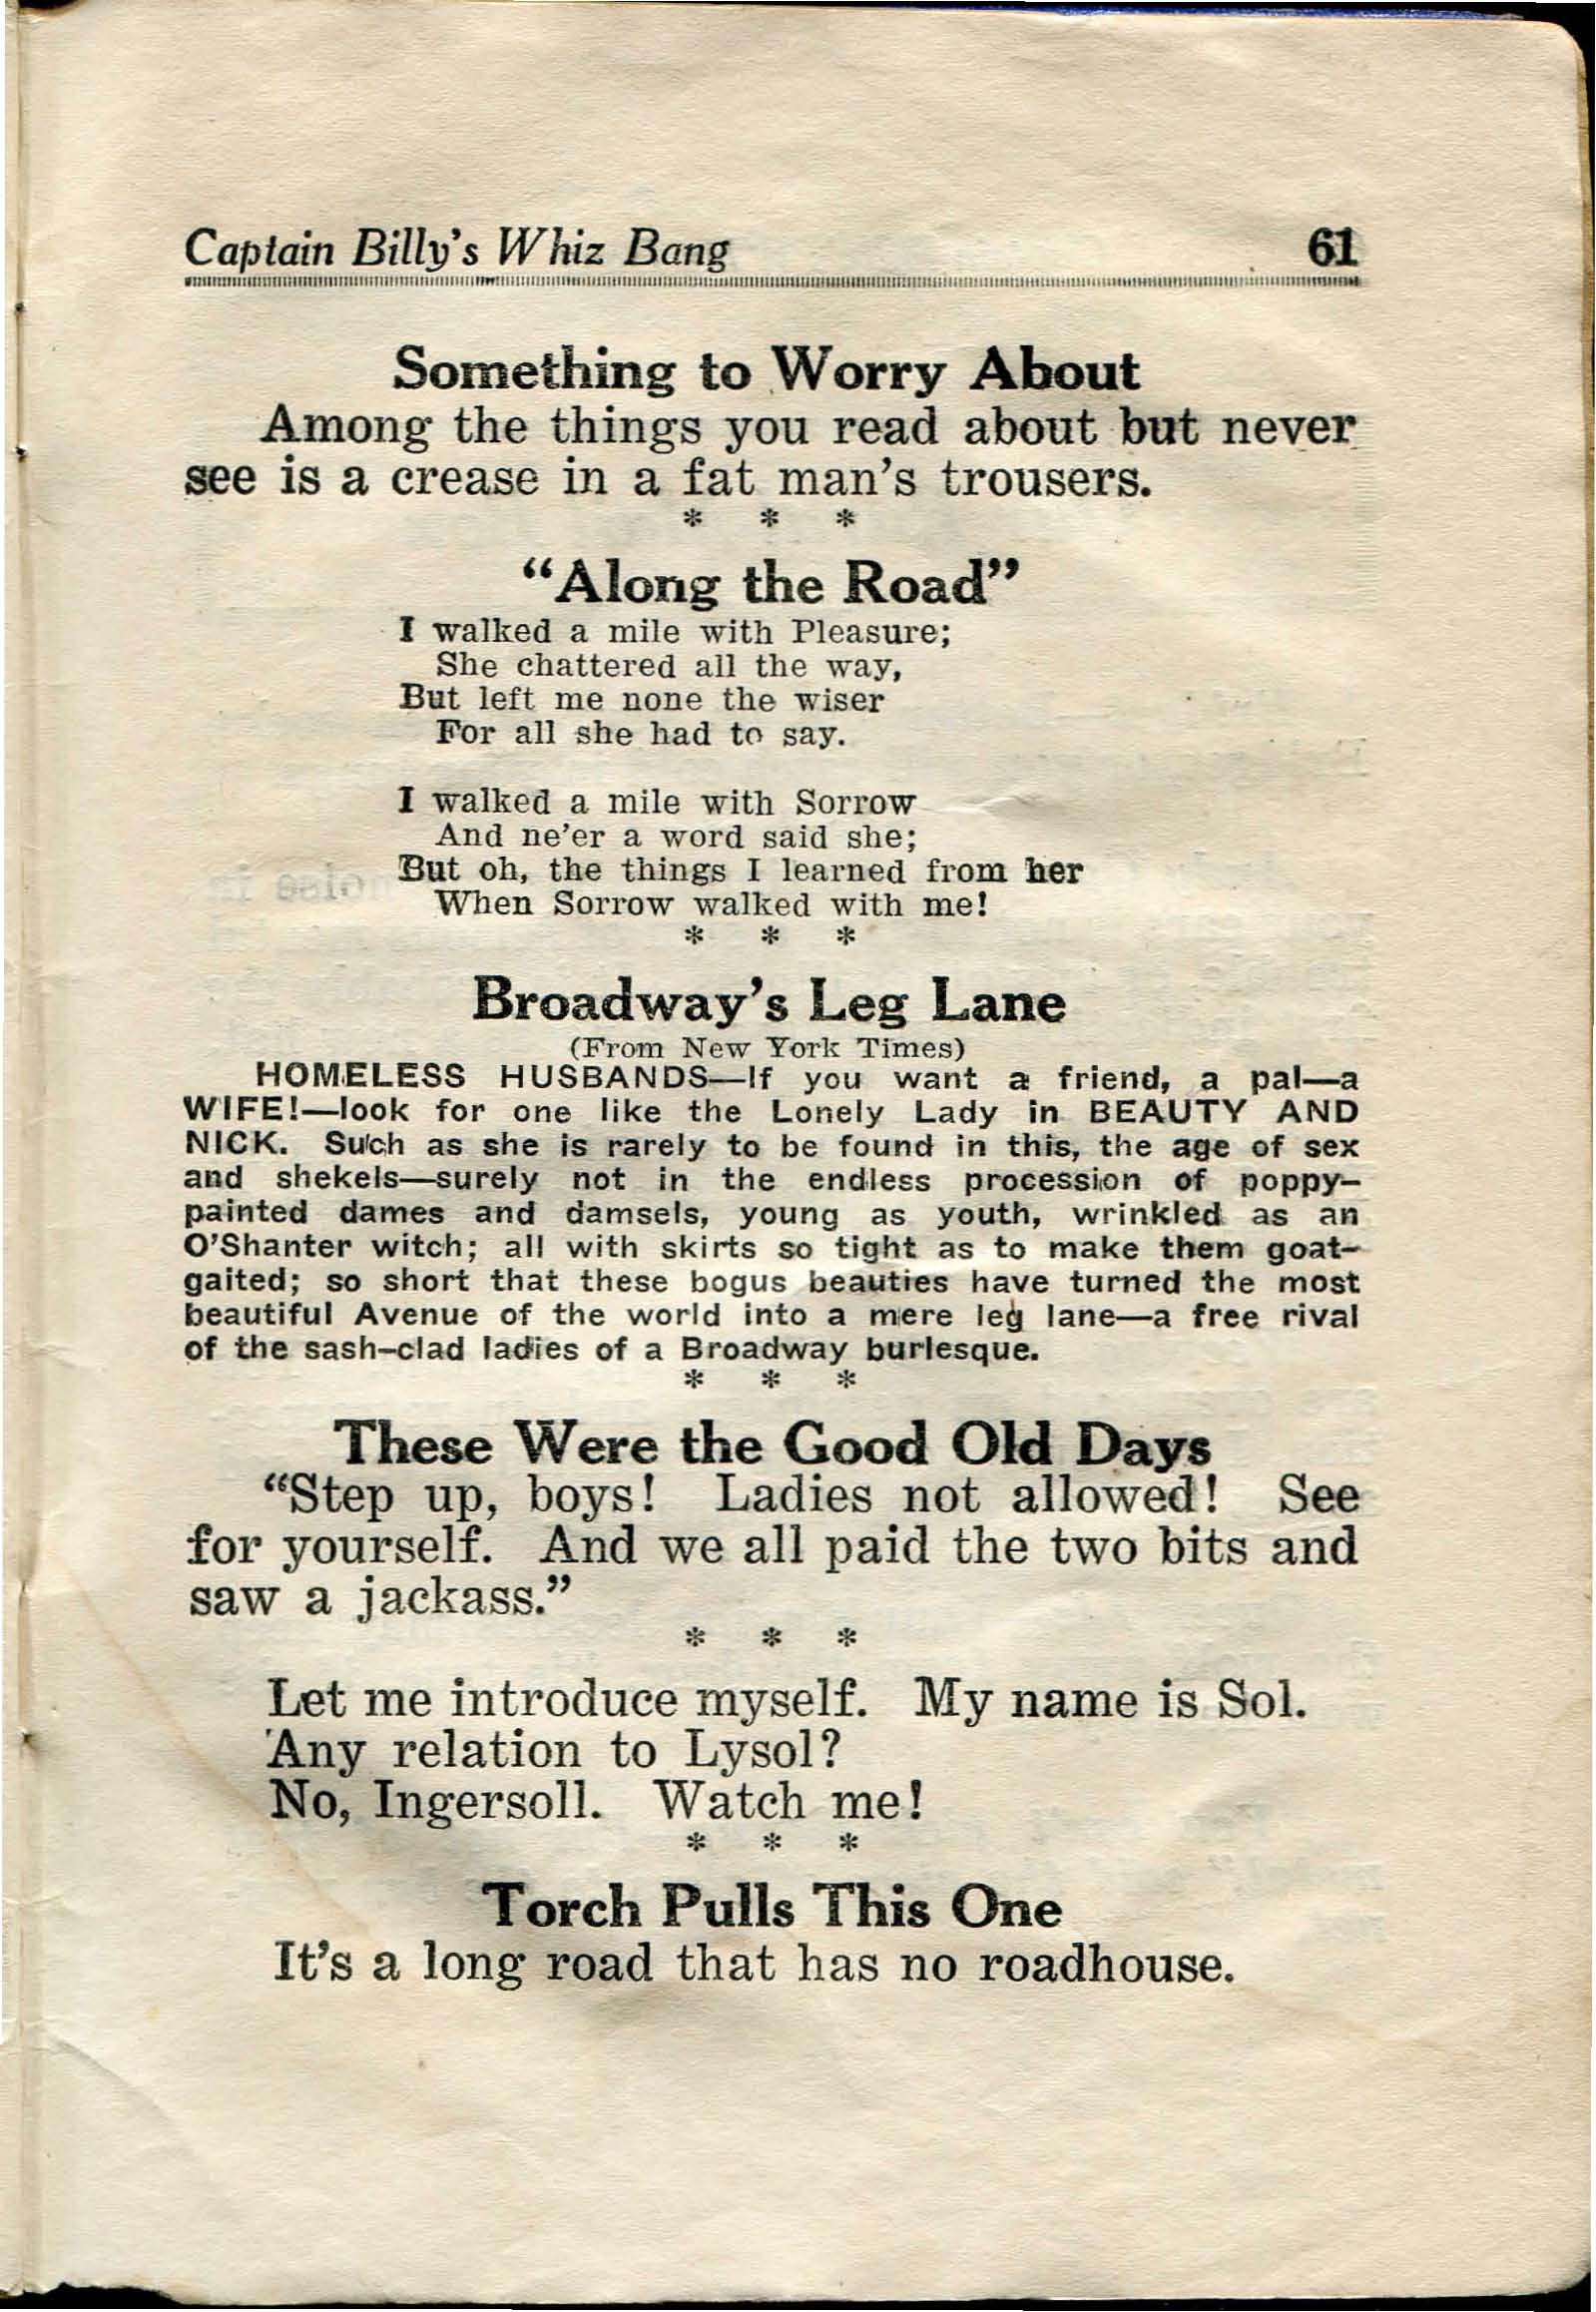 Captain Billy's Whiz Bang 61
Something to Worry About
Among the things you read about but never
see is a crease in a fat man's trousers.
* * *
“Along the Road”
I walked a mile with Pleasure;
She chattered all the way,
But left me none the wiser
For all she had to say.
I walked a mile with Sorrow
And ne'er a word said she;
But oh, the things I learned from her
When Sorrow walked with me!
* * *
Broadway's Leg Lane
(From New York Times)
HOMELESS HUSBANDS—If you want a friend, a pal—a
WIFE!—look for one like the Lonely Lady in BEAUTY AND
NICK. Such as she is rarely to be found in this, the age of sex
and shekels—surely not in the endless procession of poppy-
painted dames and damsels, young as youth, wrinkled as an
O'Shanter witch; all with skirts so tight as to make them goat-
gaited; so short that these bogus beauties have turned the most
beautiful Avenue of the world into a mere leg lane—a free rival
of the sash-clad ladies of a Broadway burlesque.
* * *
These Were the Good Old Days
“Step up, boys! Ladies not allowed! See
for yourself. And we all paid the two bits and
saw a jackass.”
* * *
Let me introduce myself. My name is Sol.
Any relation to Lysol?
No, Ingersoll. Watch me!
* * *
Torch Pulls This One
It's a long road that has no roadhouse.